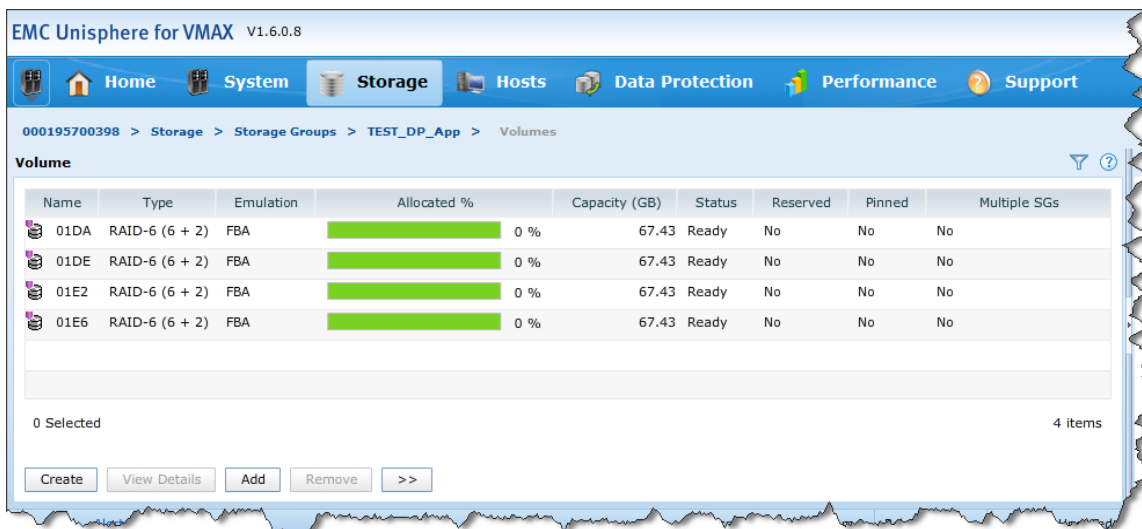 EMC Unisphere for VMAX V1.6.0.8
Home System Storage Hosts Data Protection Performance Support
000195700398 > Storage > Storage Groups > TEST_DP_App > Volumes
Volume
Name Type Emulation Allocated % Capacity (GB) Status Reserved Pinned Multiple SGs
01DA RAID-6 (6 + 2) FBA 0 % 67.43 Ready No No No
01DE RAID-6 (6 + 2) FBA 0 % 67.43 Ready No No No
01E2 RAID-6 (6 + 2) FBA 0 % 67.43 Ready No No No
01E6 RAID-6 (6 + 2) FBA 0 % 67.43 Ready No No No
0 Selected 4 items
Create View Details Add Remove >>